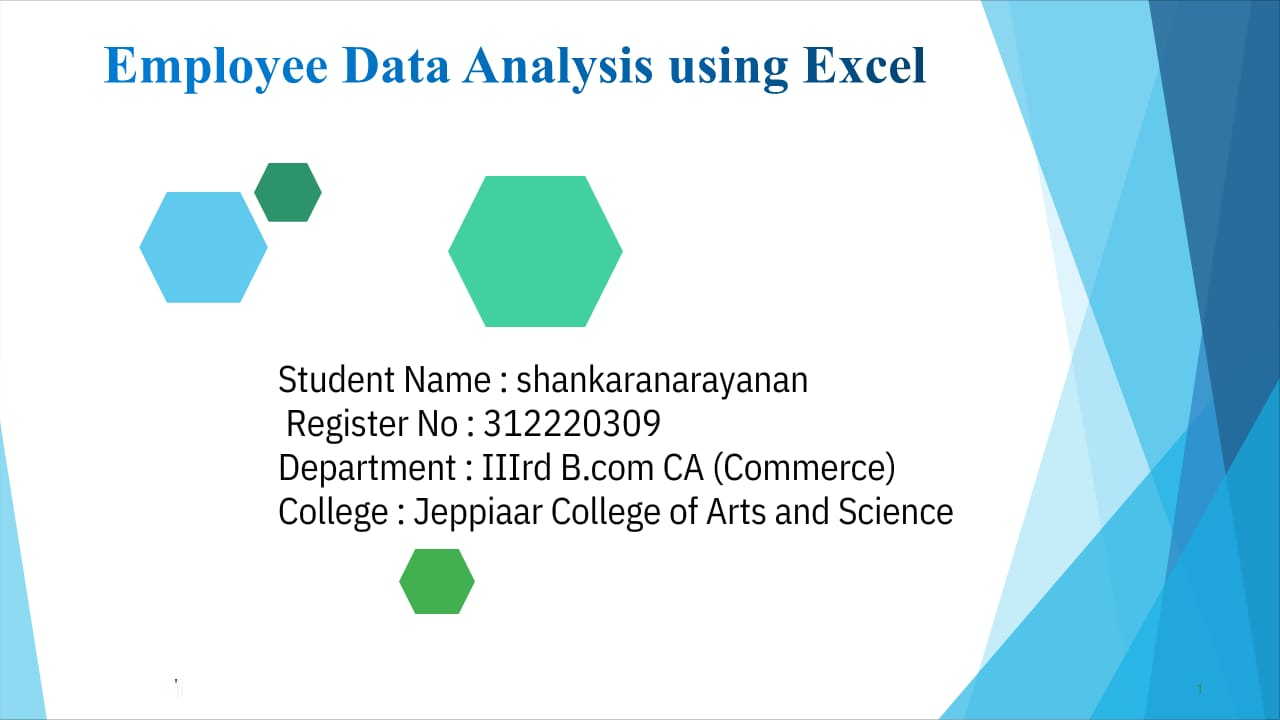 Employee Data Analysis using Excel
Student Name : shankaranarayanan
Register No : 312220309
Department : IIIrd B.com CA (Commerce)
College : Jeppiaar College of Arts and Science
1